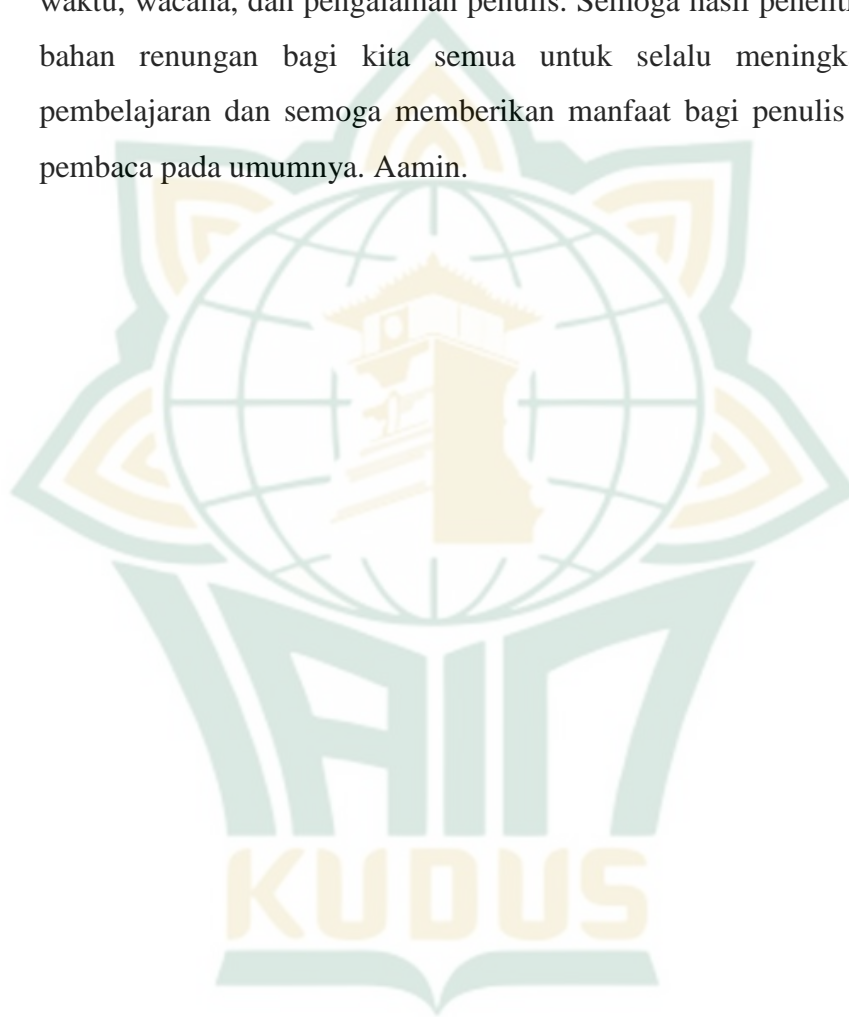 waktu, wacana, dan pengalaman penulis. Semoga hasil peneliti
bahan renungan bagi kita semua untuk selalu meningk
pembelajaran dan semoga memberikan manfaat bagi penulis
pembaca pada umumnya. Aamin.
IAIN
KUDUS